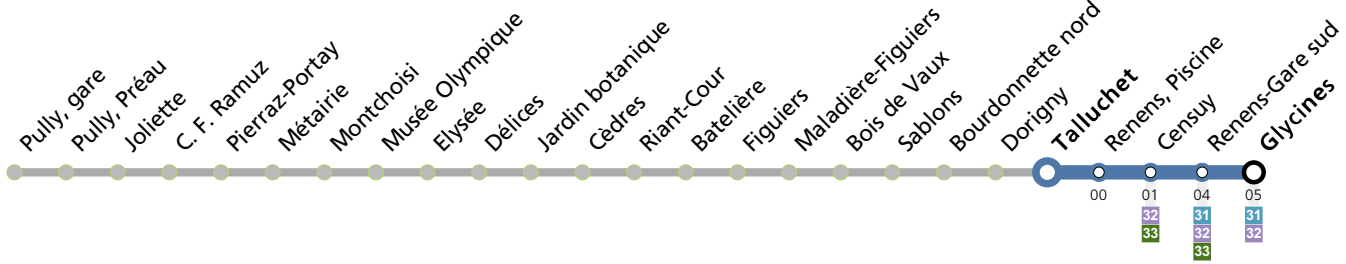 Pully, gare
Pully, Préau
Joliette
C. F. Ramuz
Pierraz-Portay
Métairie
Montchoisi
Musée Olympique
Elysée
Délices
Jardin botanique
Cèdres
Riant-Cour
Batelière
Figuiers
Maladière-Figuiers
Bois de Vaux
Sablons
Bourdonnette nord
Dorigny
Talluchet
Renens, Piscine
Censuy
Renens-Gare sud
Glycines
00 01 04 05
32 31 31
33 32 32
33